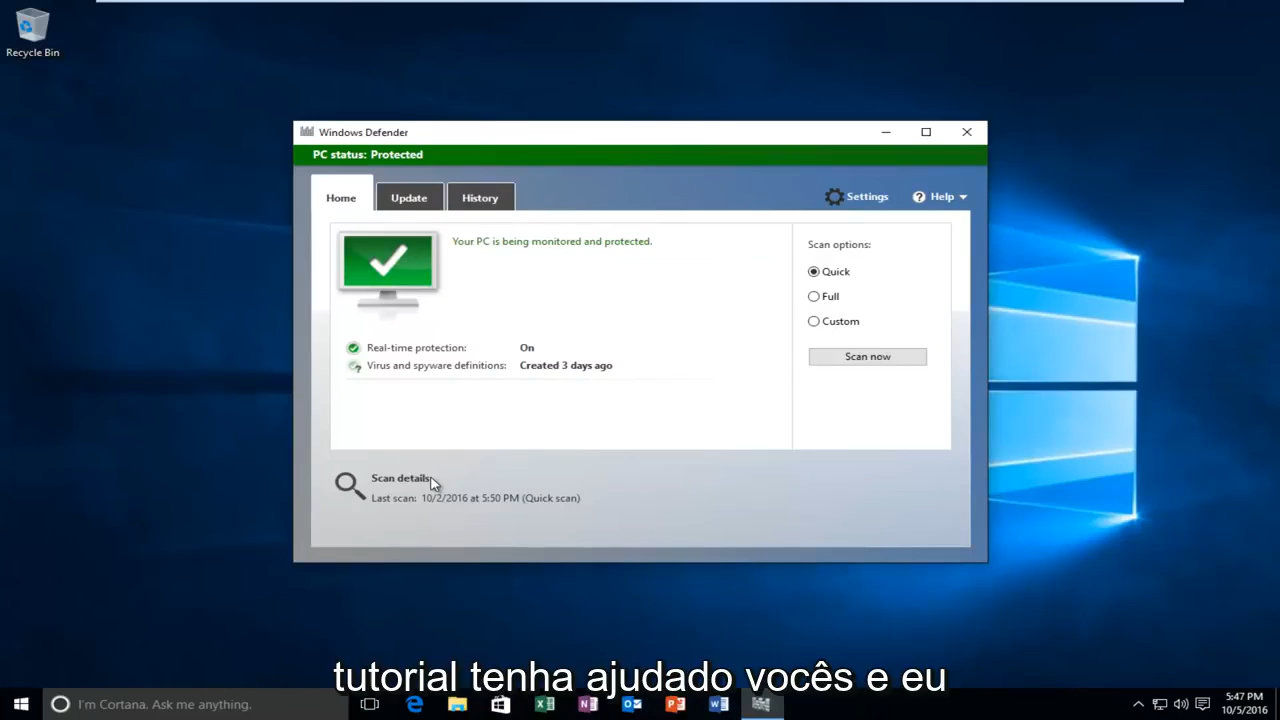 Recycle Bin
Windows Defender
PC status: Protected
Home
Update
History
Settings
Help
Your PC is being monitored and protected.
Scan options:
Quick
Full
Custom
Scan now
Real-time protection: On
Virus and spyware definitions: Created 3 days ago
Scan details
Last scan: 10/2/2016 at 5:50 PM (Quick scan)
tutorial tenha ajudado vocês e eu
I'm Cortana. Ask me anything.
5:47 PM
10/5/2016